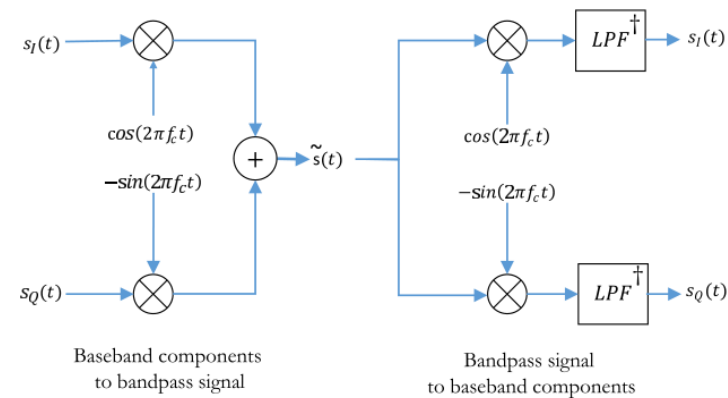 s_I(t)
cos(2πf_ct)
−sin(2πf_ct)
s_Q(t)
+
s̃(t)
cos(2πf_ct)
−sin(2πf_ct)
LPF†
s_I(t)
LPF†
s_Q(t)
Baseband components
to bandpass signal
Bandpass signal
to baseband components